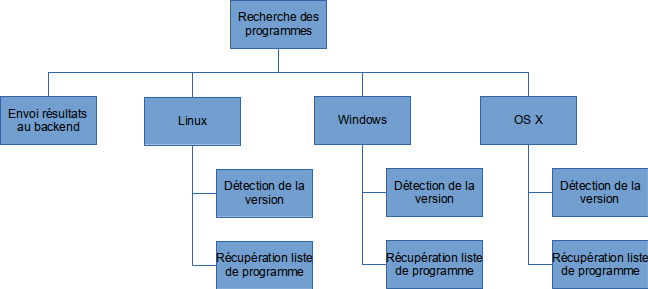 Recherche des
programmes
Envoi résultats
au backend
Linux
Windows
OS X
Détection de la
version
Détection de la
version
Détection de la
version
Récupération liste
de programme
Récupération liste
de programme
Récupération liste
de programme